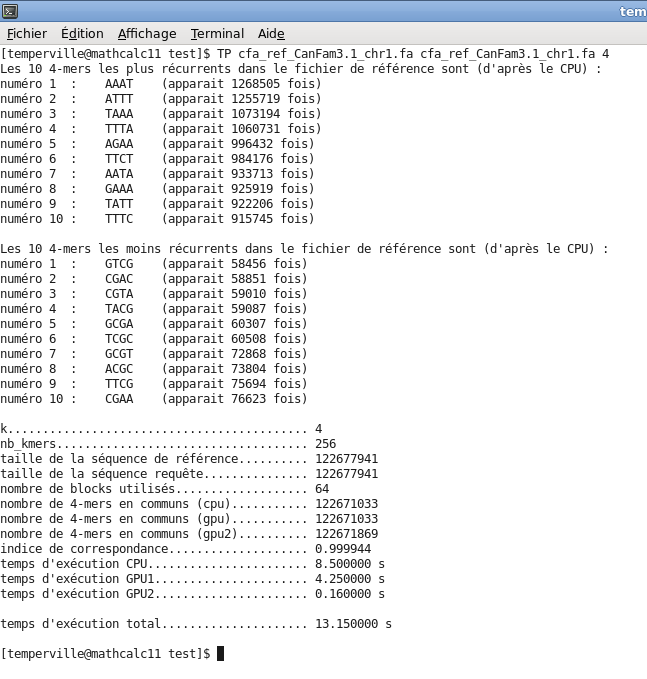 tem
Fichier Édition Affichage Terminal Aide
[temperville@mathcalc11 test]$ TP cfa_ref_CanFam3.1_chr1.fa cfa_ref_CanFam3.1_chr1.fa 4
Les 10 4-mers les plus récurrents dans le fichier de référence sont (d'après le CPU) :
numéro 1  :    AAAT    (apparait 1268505 fois)
numéro 2  :    ATTT    (apparait 1255719 fois)
numéro 3  :    TAAA    (apparait 1073194 fois)
numéro 4  :    TTTA    (apparait 1060731 fois)
numéro 5  :    AGAA    (apparait 996432 fois)
numéro 6  :    TTCT    (apparait 984176 fois)
numéro 7  :    AATA    (apparait 933713 fois)
numéro 8  :    GAAA    (apparait 925919 fois)
numéro 9  :    TATT    (apparait 922206 fois)
numéro 10 :    TTTC    (apparait 915745 fois)

Les 10 4-mers les moins récurrents dans le fichier de référence sont (d'après le CPU) :
numéro 1  :    GTCG    (apparait 58456 fois)
numéro 2  :    CGAC    (apparait 58851 fois)
numéro 3  :    CGTA    (apparait 59010 fois)
numéro 4  :    TACG    (apparait 59087 fois)
numéro 5  :    GCGA    (apparait 60307 fois)
numéro 6  :    TCGC    (apparait 60508 fois)
numéro 7  :    GCGT    (apparait 72868 fois)
numéro 8  :    ACGC    (apparait 73804 fois)
numéro 9  :    TTCG    (apparait 75694 fois)
numéro 10 :    CGAA    (apparait 76623 fois)

k........................................... 4
nb_kmers.................................... 256
taille de la séquence de référence.......... 122677941
taille de la séquence requête............... 122677941
nombre de blocks utilisés................... 64
nombre de 4-mers en communs (cpu)........... 122671033
nombre de 4-mers en communs (gpu)........... 122671033
nombre de 4-mers en communs (gpu2).......... 122671869
indice de correspondance.................... 0.999944
temps d'exécution CPU....................... 8.500000 s
temps d'exécution GPU1...................... 4.250000 s
temps d'exécution GPU2...................... 0.160000 s

temps d'exécution total..................... 13.150000 s

[temperville@mathcalc11 test]$